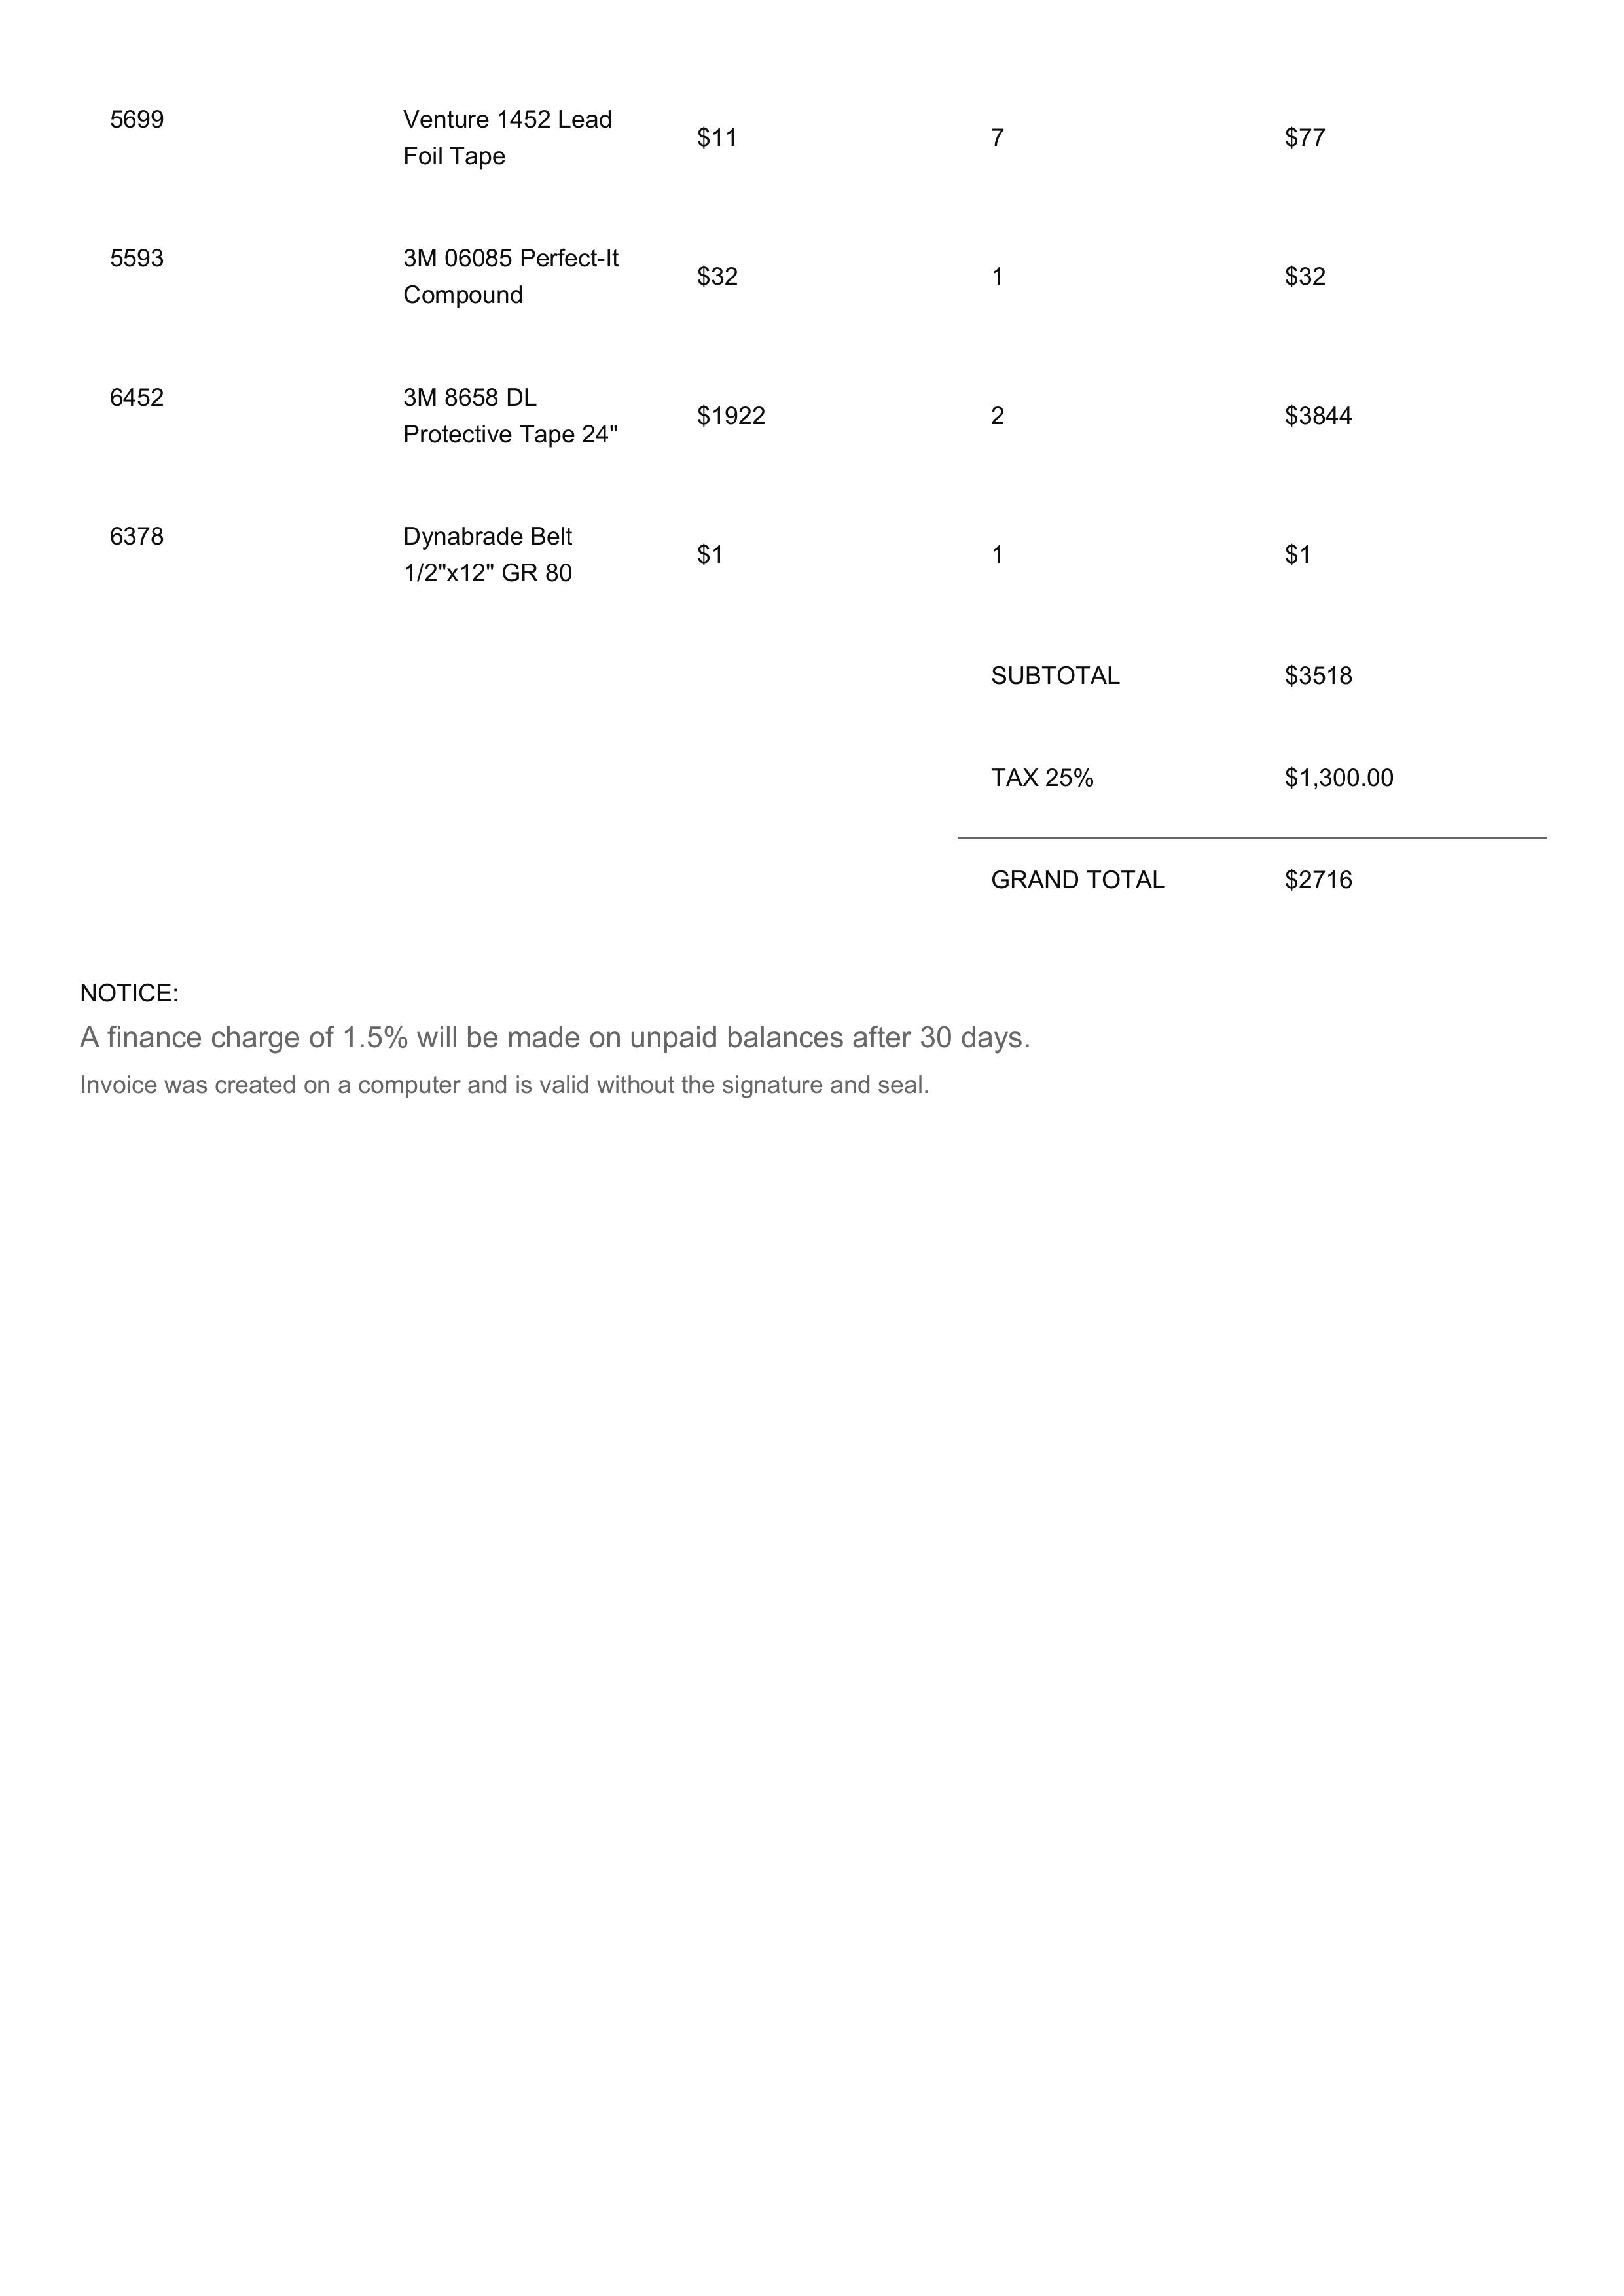 5699 Venture 1452 Lead Foil Tape $11 7 $77
5593 3M 06085 Perfect-It Compound $32 1 $32
6452 3M 8658 DL Protective Tape 24" $1922 2 $3844
6378 Dynabrade Belt 1/2"x12" GR 80 $1 1 $1
SUBTOTAL $3518
TAX 25% $1,300.00
GRAND TOTAL $2716
NOTICE:
A finance charge of 1.5% will be made on unpaid balances after 30 days.
Invoice was created on a computer and is valid without the signature and seal.